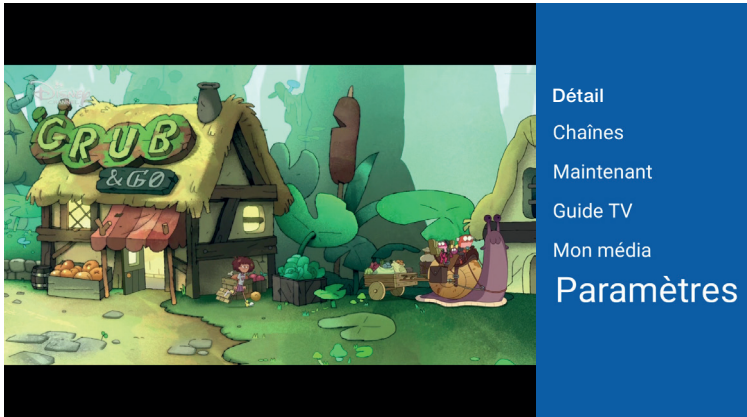 GRUB
& GO
Détail
Chaînes
Maintenant
Guide TV
Mon média
Paramètres